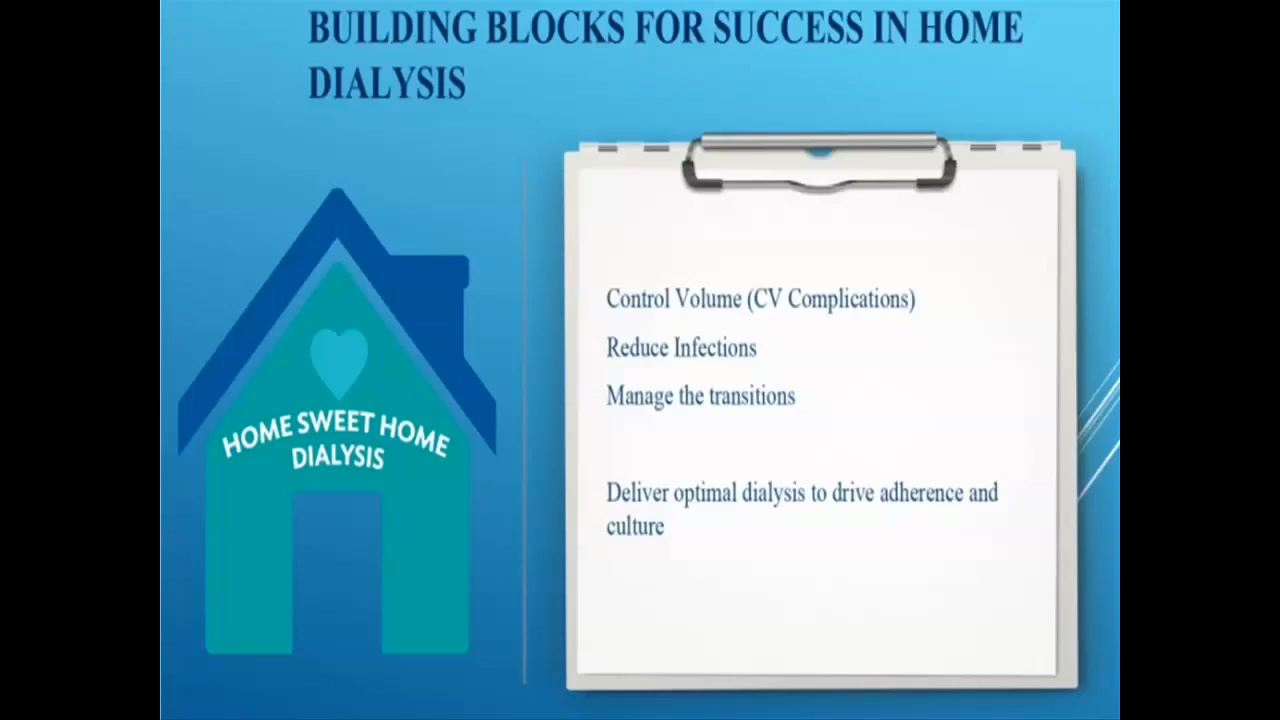 BUILDING BLOCKS FOR SUCCESS IN HOME
DIALYSIS
HOME SWEET HOME
DIALYSIS
Control Volume (CV Complications)
Reduce Infections
Manage the transitions
Deliver optimal dialysis to drive adherence and
culture